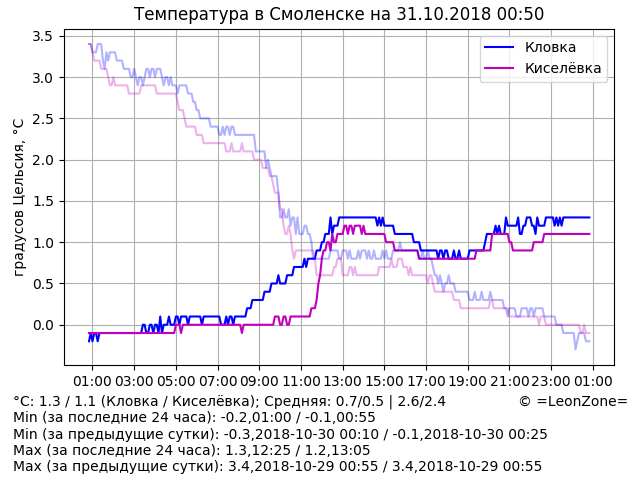 Температура в Смоленске на 31.10.2018 00:50
3.5
3.0
2.5
2.0
1.5
1.0
0.5
0.0
градусов Цельсия, °C
Кловка
Киселёвка
01:00 03:00 05:00 07:00 09:00 11:00 13:00 15:00 17:00 19:00 21:00 23:00 01:00
°C: 1.3 / 1.1 (Кловка / Киселёвка); Средняя: 0.7/0.5 | 2.6/2.4 © =LeonZone=
Min (за последние 24 часа): -0.2,01:00 / -0.1,00:55
Min (за предыдущие сутки): -0.3,2018-10-30 00:10 / -0.1,2018-10-30 00:25
Max (за последние 24 часа): 1.3,12:25 / 1.2,13:05
Max (за предыдущие сутки): 3.4,2018-10-29 00:55 / 3.4,2018-10-29 00:55